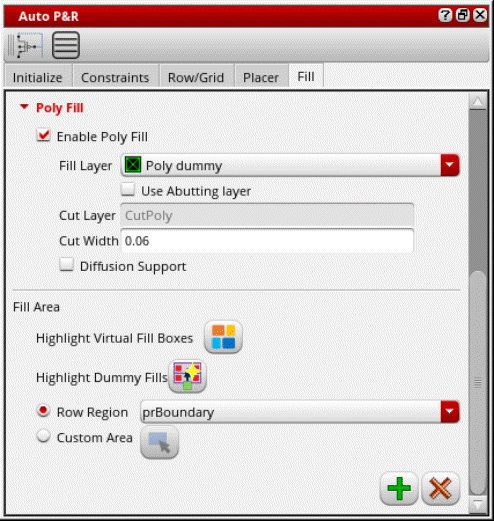 Auto P&R
Initialize Constraints Row/Grid Placer Fill
Poly Fill
Enable Poly Fill
Fill Layer Poly dummy
Use Abutting layer
Cut Layer CutPoly
Cut Width 0.06
Diffusion Support
Fill Area
Highlight Virtual Fill Boxes
Highlight Dummy Fills
Row Region prBoundary
Custom Area